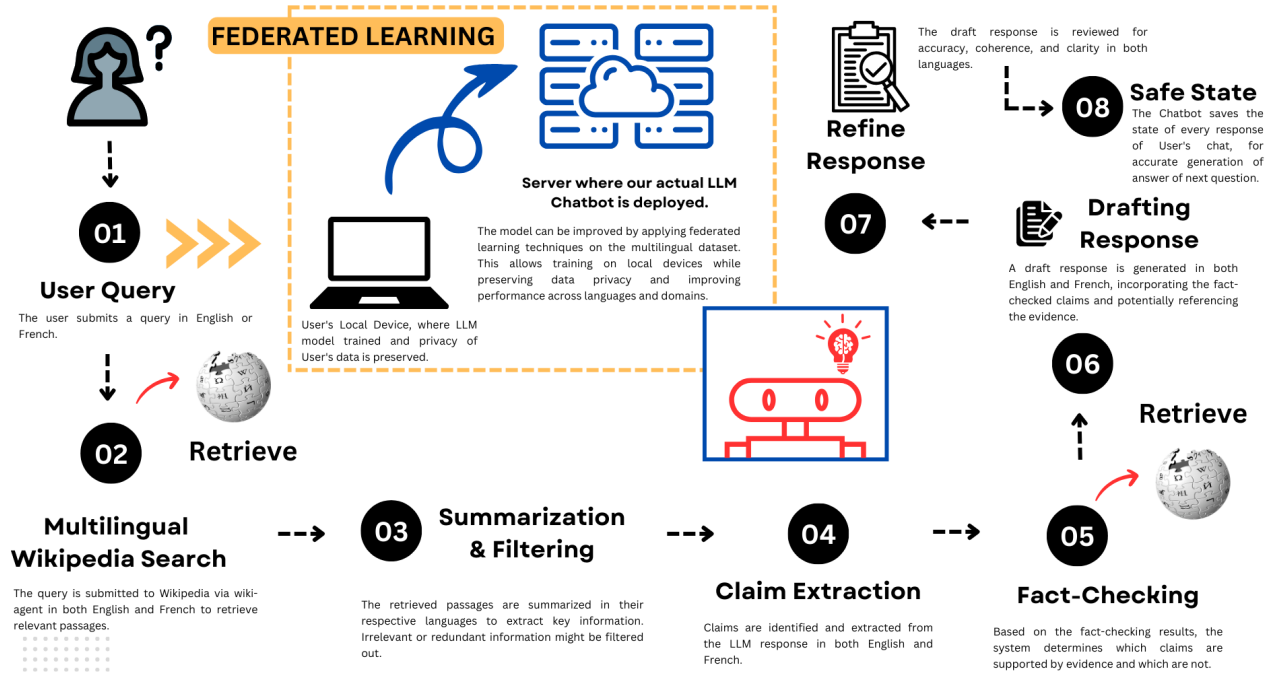 FEDERATED LEARNING
?
Server where our actual LLM
Chatbot is deployed.
The model can be improved by applying federated
learning techniques on the multilingual dataset.
This allows training on local devices while
preserving data privacy and improving
performance across languages and domains.
User's Local Device, where LLM
model trained and privacy of
User's data is preserved.
01
User Query
The user submits a query in English or
French.
02
Retrieve
Multilingual
Wikipedia Search
The query is submitted to Wikipedia via wiki-
agent in both English and French to retrieve
relevant passages.
03
Summarization
& Filtering
The retrieved passages are summarized in their
respective languages to extract key information.
Irrelevant or redundant information might be filtered
out.
04
Claim Extraction
Claims are identified and extracted from
the LLM response in both English and
French.
05
Retrieve
Fact-Checking
Based on the fact-checking results, the
system determines which claims are
supported by evidence and which are not.
06
Drafting
Response
A draft response is generated in both
English and French, incorporating the fact-
checked claims and potentially referencing
the evidence.
07
Refine
Response
The draft response is reviewed for
accuracy, coherence, and clarity in both
languages.
08
Safe State
The Chatbot saves the
state of every response
of User's chat, for
accurate generation of
answer of next question.